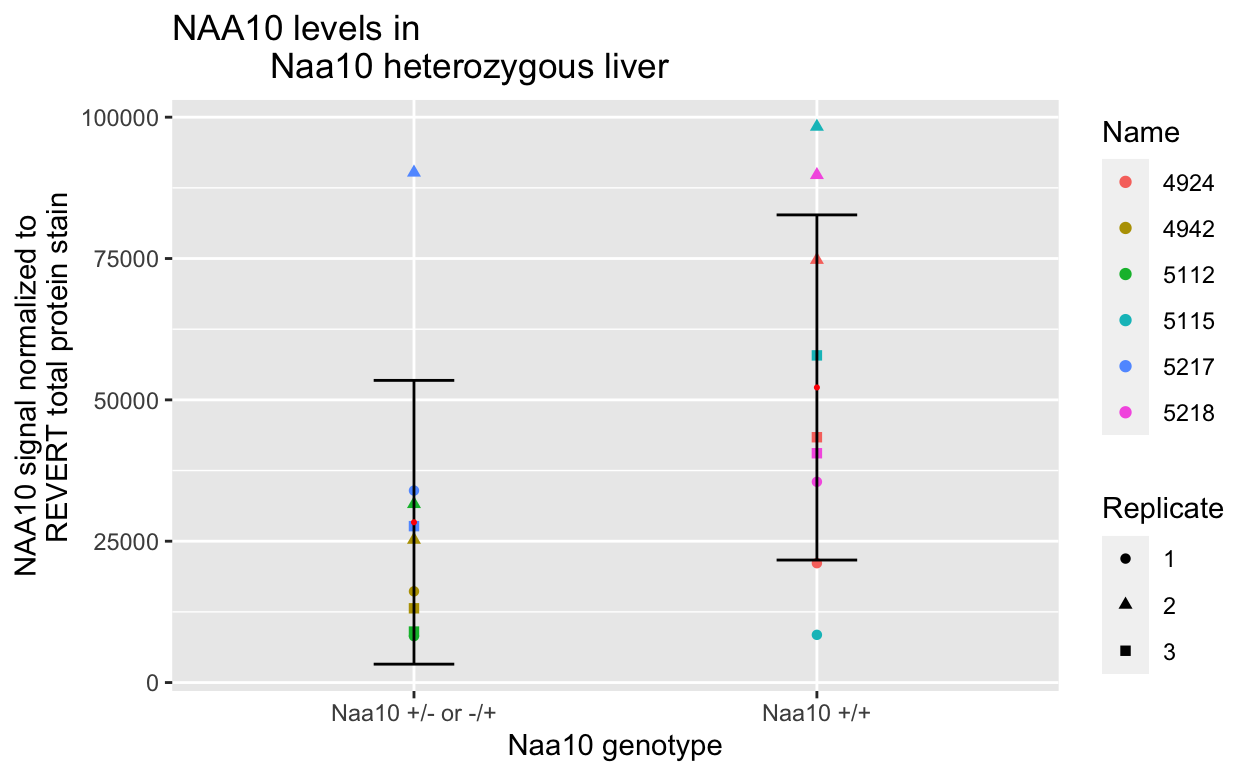 NAA10 levels in
Naa10 heterozygous liver
NAA10 signal normalized to
REVERT total protein stain
100000
75000
50000
25000
0
Naa10 +/- or -/+
Naa10 +/+
Naa10 genotype
Name
4924
4942
5112
5115
5217
5218
Replicate
1
2
3